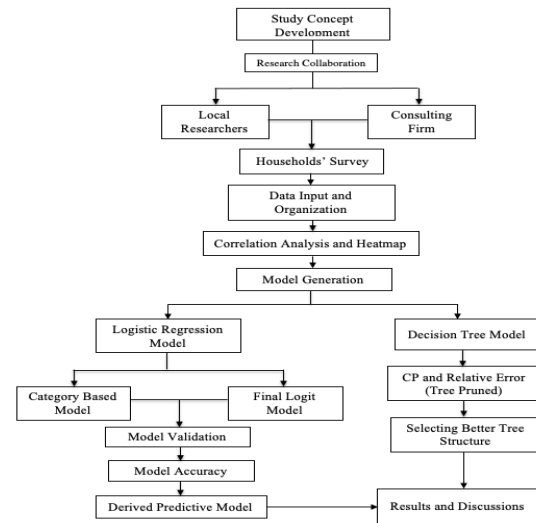 Study Concept
Development
Research Collaboration
Local
Researchers
Consulting
Firm
Households' Survey
Data Input and
Organization
Correlation Analysis and Heatmap
Model Generation
Logistic Regression
Model
Decision Tree Model
Category Based
Model
Final Logit
Model
CP and Relative Error
(Tree Pruned)
Model Validation
Selecting Better Tree
Structure
Model Accuracy
Derived Predictive Model
Results and Discussions